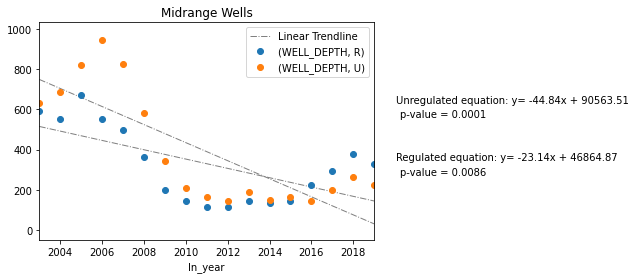 Midrange Wells
1000
800
600
400
200
0
Linear Trendline
(WELL_DEPTH, R)
(WELL_DEPTH, U)
2004 2006 2008 2010 2012 2014 2016 2018
In_year
Unregulated equation: y= -44.84x + 90563.51
p-value = 0.0001
Regulated equation: y= -23.14x + 46864.87
p-value = 0.0086